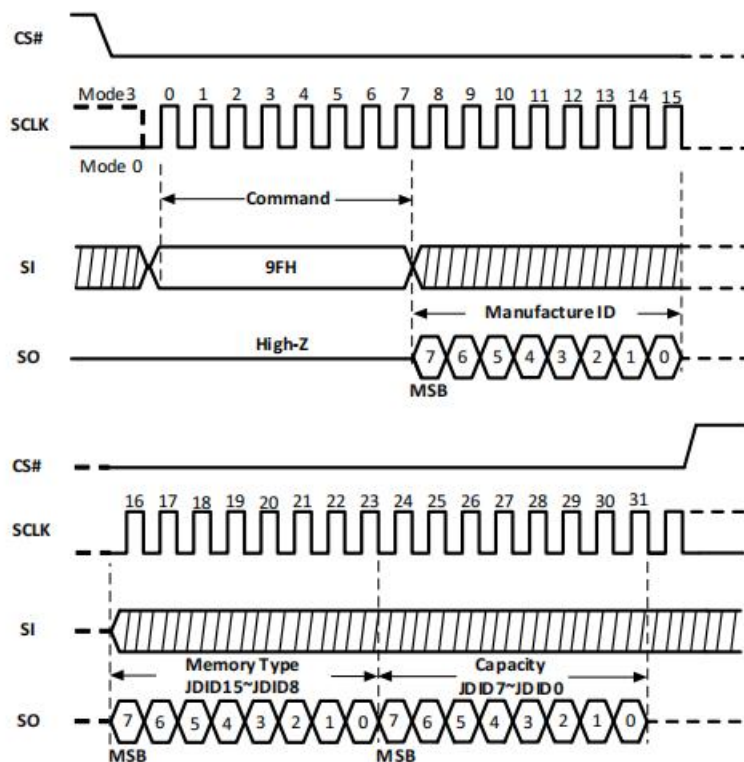 CS#
Mode3 0 1 2 3 4 5 6 7 8 9 10 11 12 13 14 15
SCLK
Mode 0
Command
SI 9FH
Manufacture ID
High-Z
SO 7 6 5 4 3 2 1 0
MSB
CS#
16 17 18 19 20 21 22 23 24 25 26 27 28 29 30 31
SCLK
SI
Memory Type Capacity
JDID15~JDID8 JDID7~JDID0
SO 7 6 5 4 3 2 1 0 7 6 5 4 3 2 1 0
MSB MSB